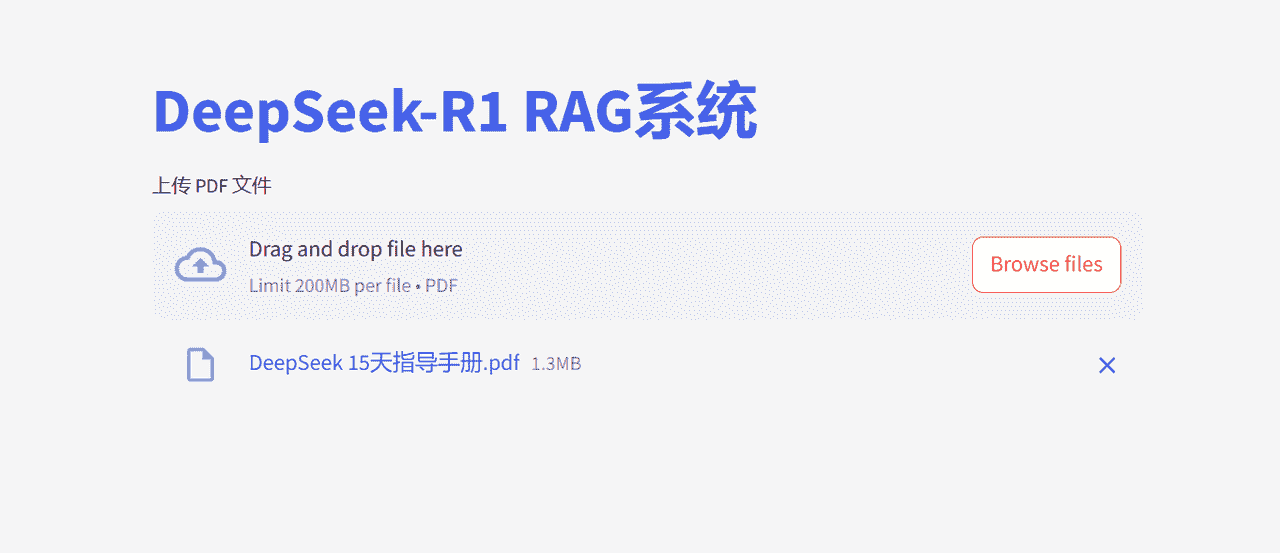 DeepSeek-R1 RAG系统
上传 PDF 文件
Drag and drop file here
Limit 200MB per file • PDF
Browse files
DeepSeek 15天指导手册.pdf 1.3MB